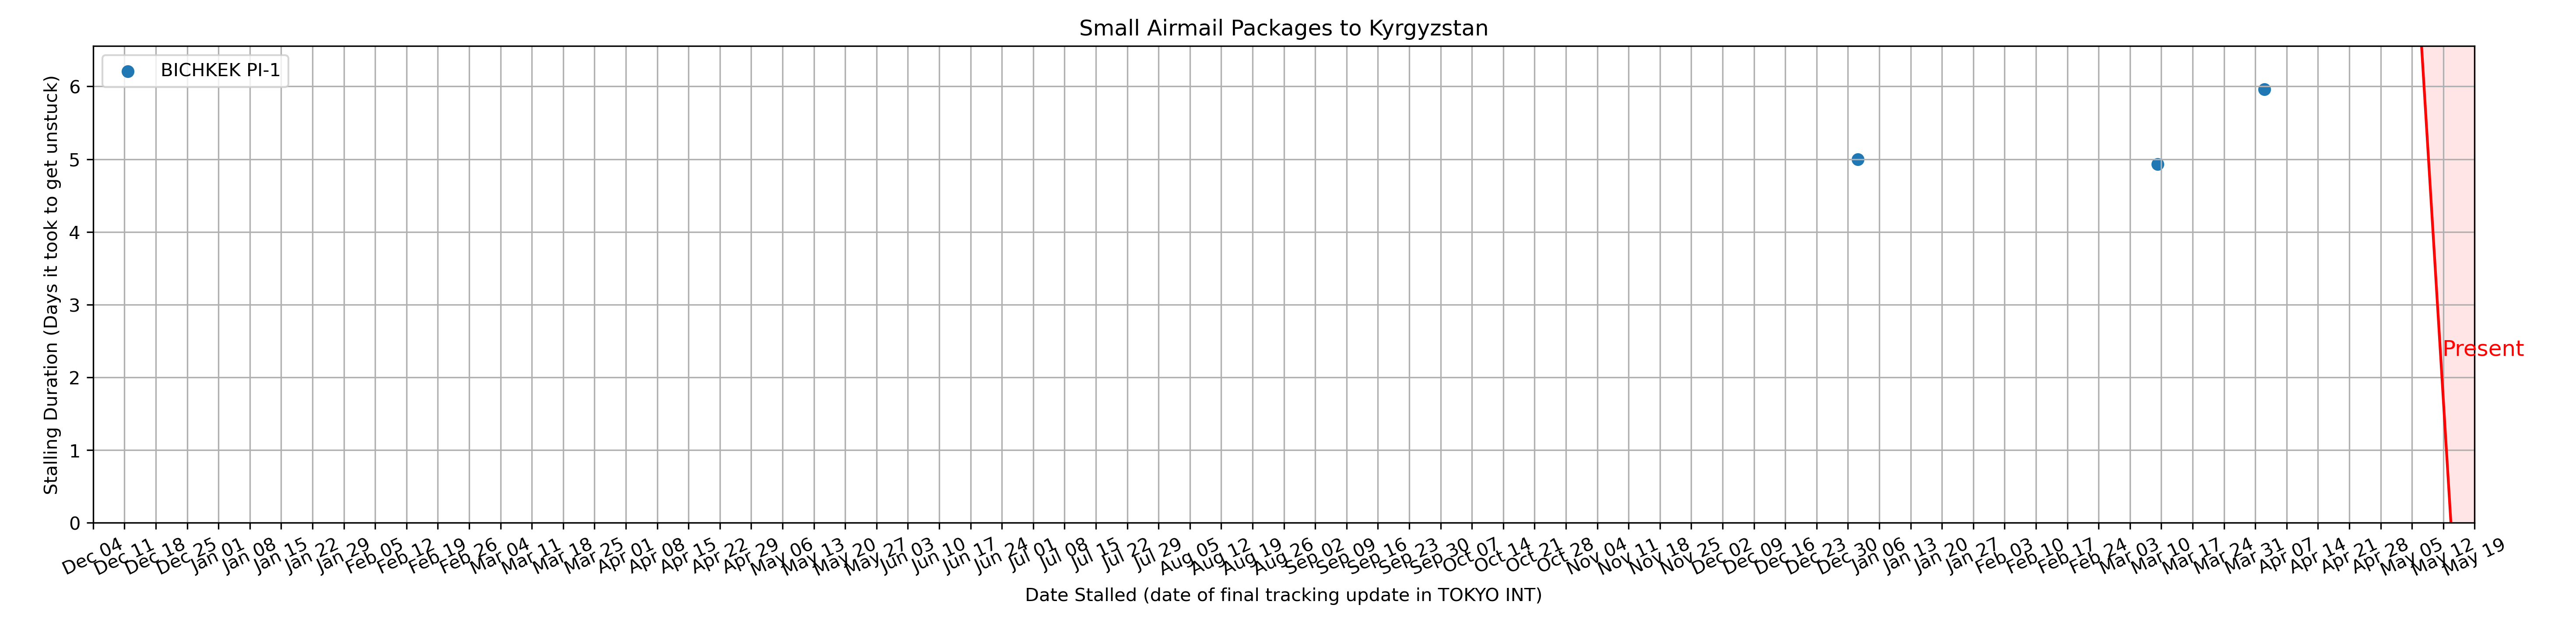 Small Airmail Packages to Kyrgyzstan
BICHKEK PI-1
Stalling Duration (Days it took to get unstuck)
6
5
4
3
2
1
0
Present
Dec 04
Dec 11
Dec 18
Dec 25
Jan 01
Jan 08
Jan 15
Jan 22
Jan 29
Feb 05
Feb 12
Feb 19
Feb 26
Mar 04
Mar 11
Mar 18
Mar 25
Apr 01
Apr 08
Apr 15
Apr 22
Apr 29
May 06
May 13
May 20
May 27
Jun 03
Jun 10
Jun 17
Jun 24
Jul 01
Jul 08
Jul 15
Jul 22
Jul 29
Aug 05
Aug 12
Aug 19
Aug 26
Sep 02
Sep 09
Sep 16
Sep 23
Sep 30
Oct 07
Oct 14
Oct 21
Oct 28
Nov 04
Nov 11
Nov 18
Nov 25
Dec 02
Dec 09
Dec 16
Dec 23
Dec 30
Jan 06
Jan 13
Jan 20
Jan 27
Feb 03
Feb 10
Feb 17
Feb 24
Mar 03
Mar 10
Mar 17
Mar 24
Mar 31
Apr 07
Apr 14
Apr 21
Apr 28
May 05
May 12
May 19
Date Stalled (date of final tracking update in TOKYO INT)